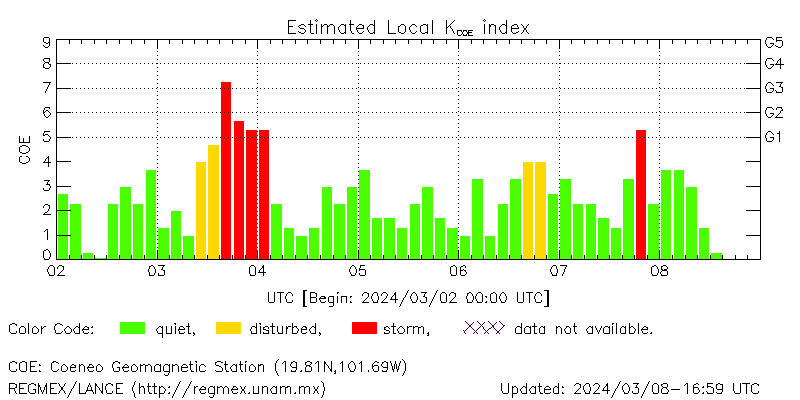 Estimated Local K COE index
9 G5
8 G4
7 G3
6 G2
5 G1
4
3
2
1
0
COE
02 03 04 05 06 07 08
UTC [Begin: 2024/03/02 00:00 UTC]
Color Code: quiet, disturbed, storm, data not available.
COE: Coeneo Geomagnetic Station (19.81N,101.69W)
REGMEX/LANCE (http://regmex.unam.mx) Updated: 2024/03/08-16:59 UTC